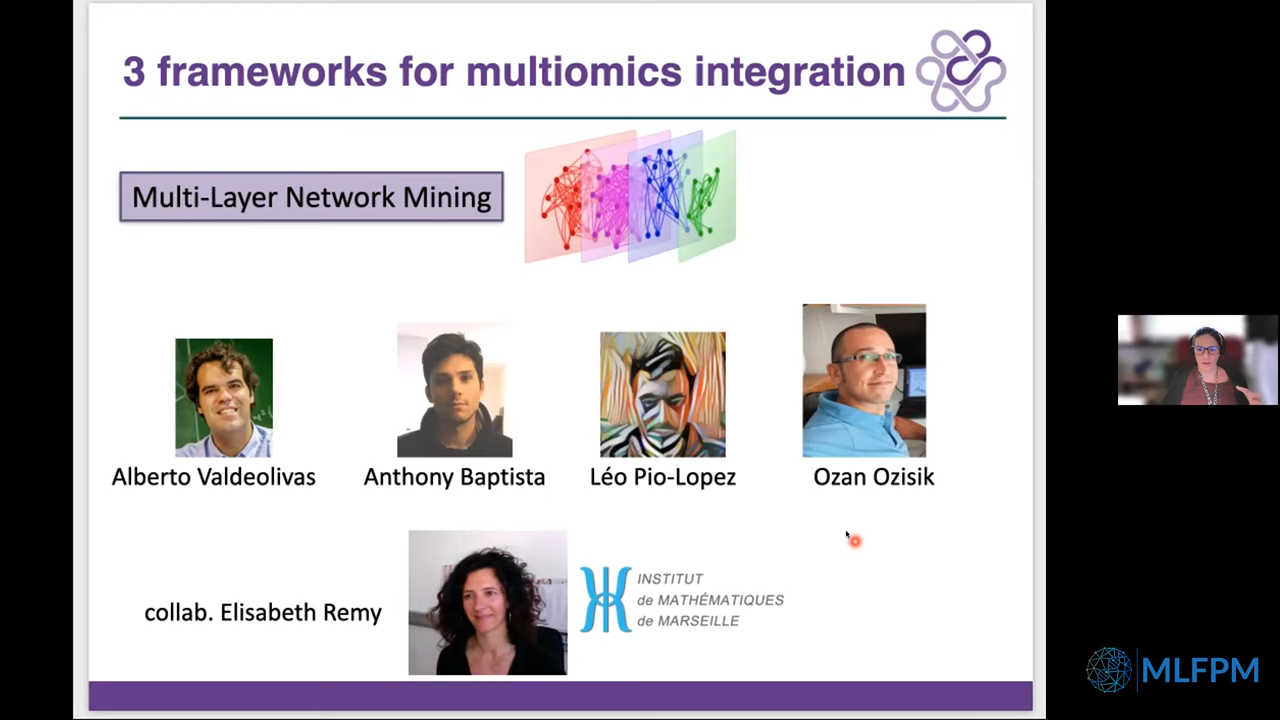 3 frameworks for multiomics integration
Multi-Layer Network Mining
Alberto Valdeolivas
Anthony Baptista
Léo Pio-Lopez
Ozan Ozisik
collab. Elisabeth Remy
INSTITUT
de MATHÉMATIQUES
de MARSEILLE
MLFPM